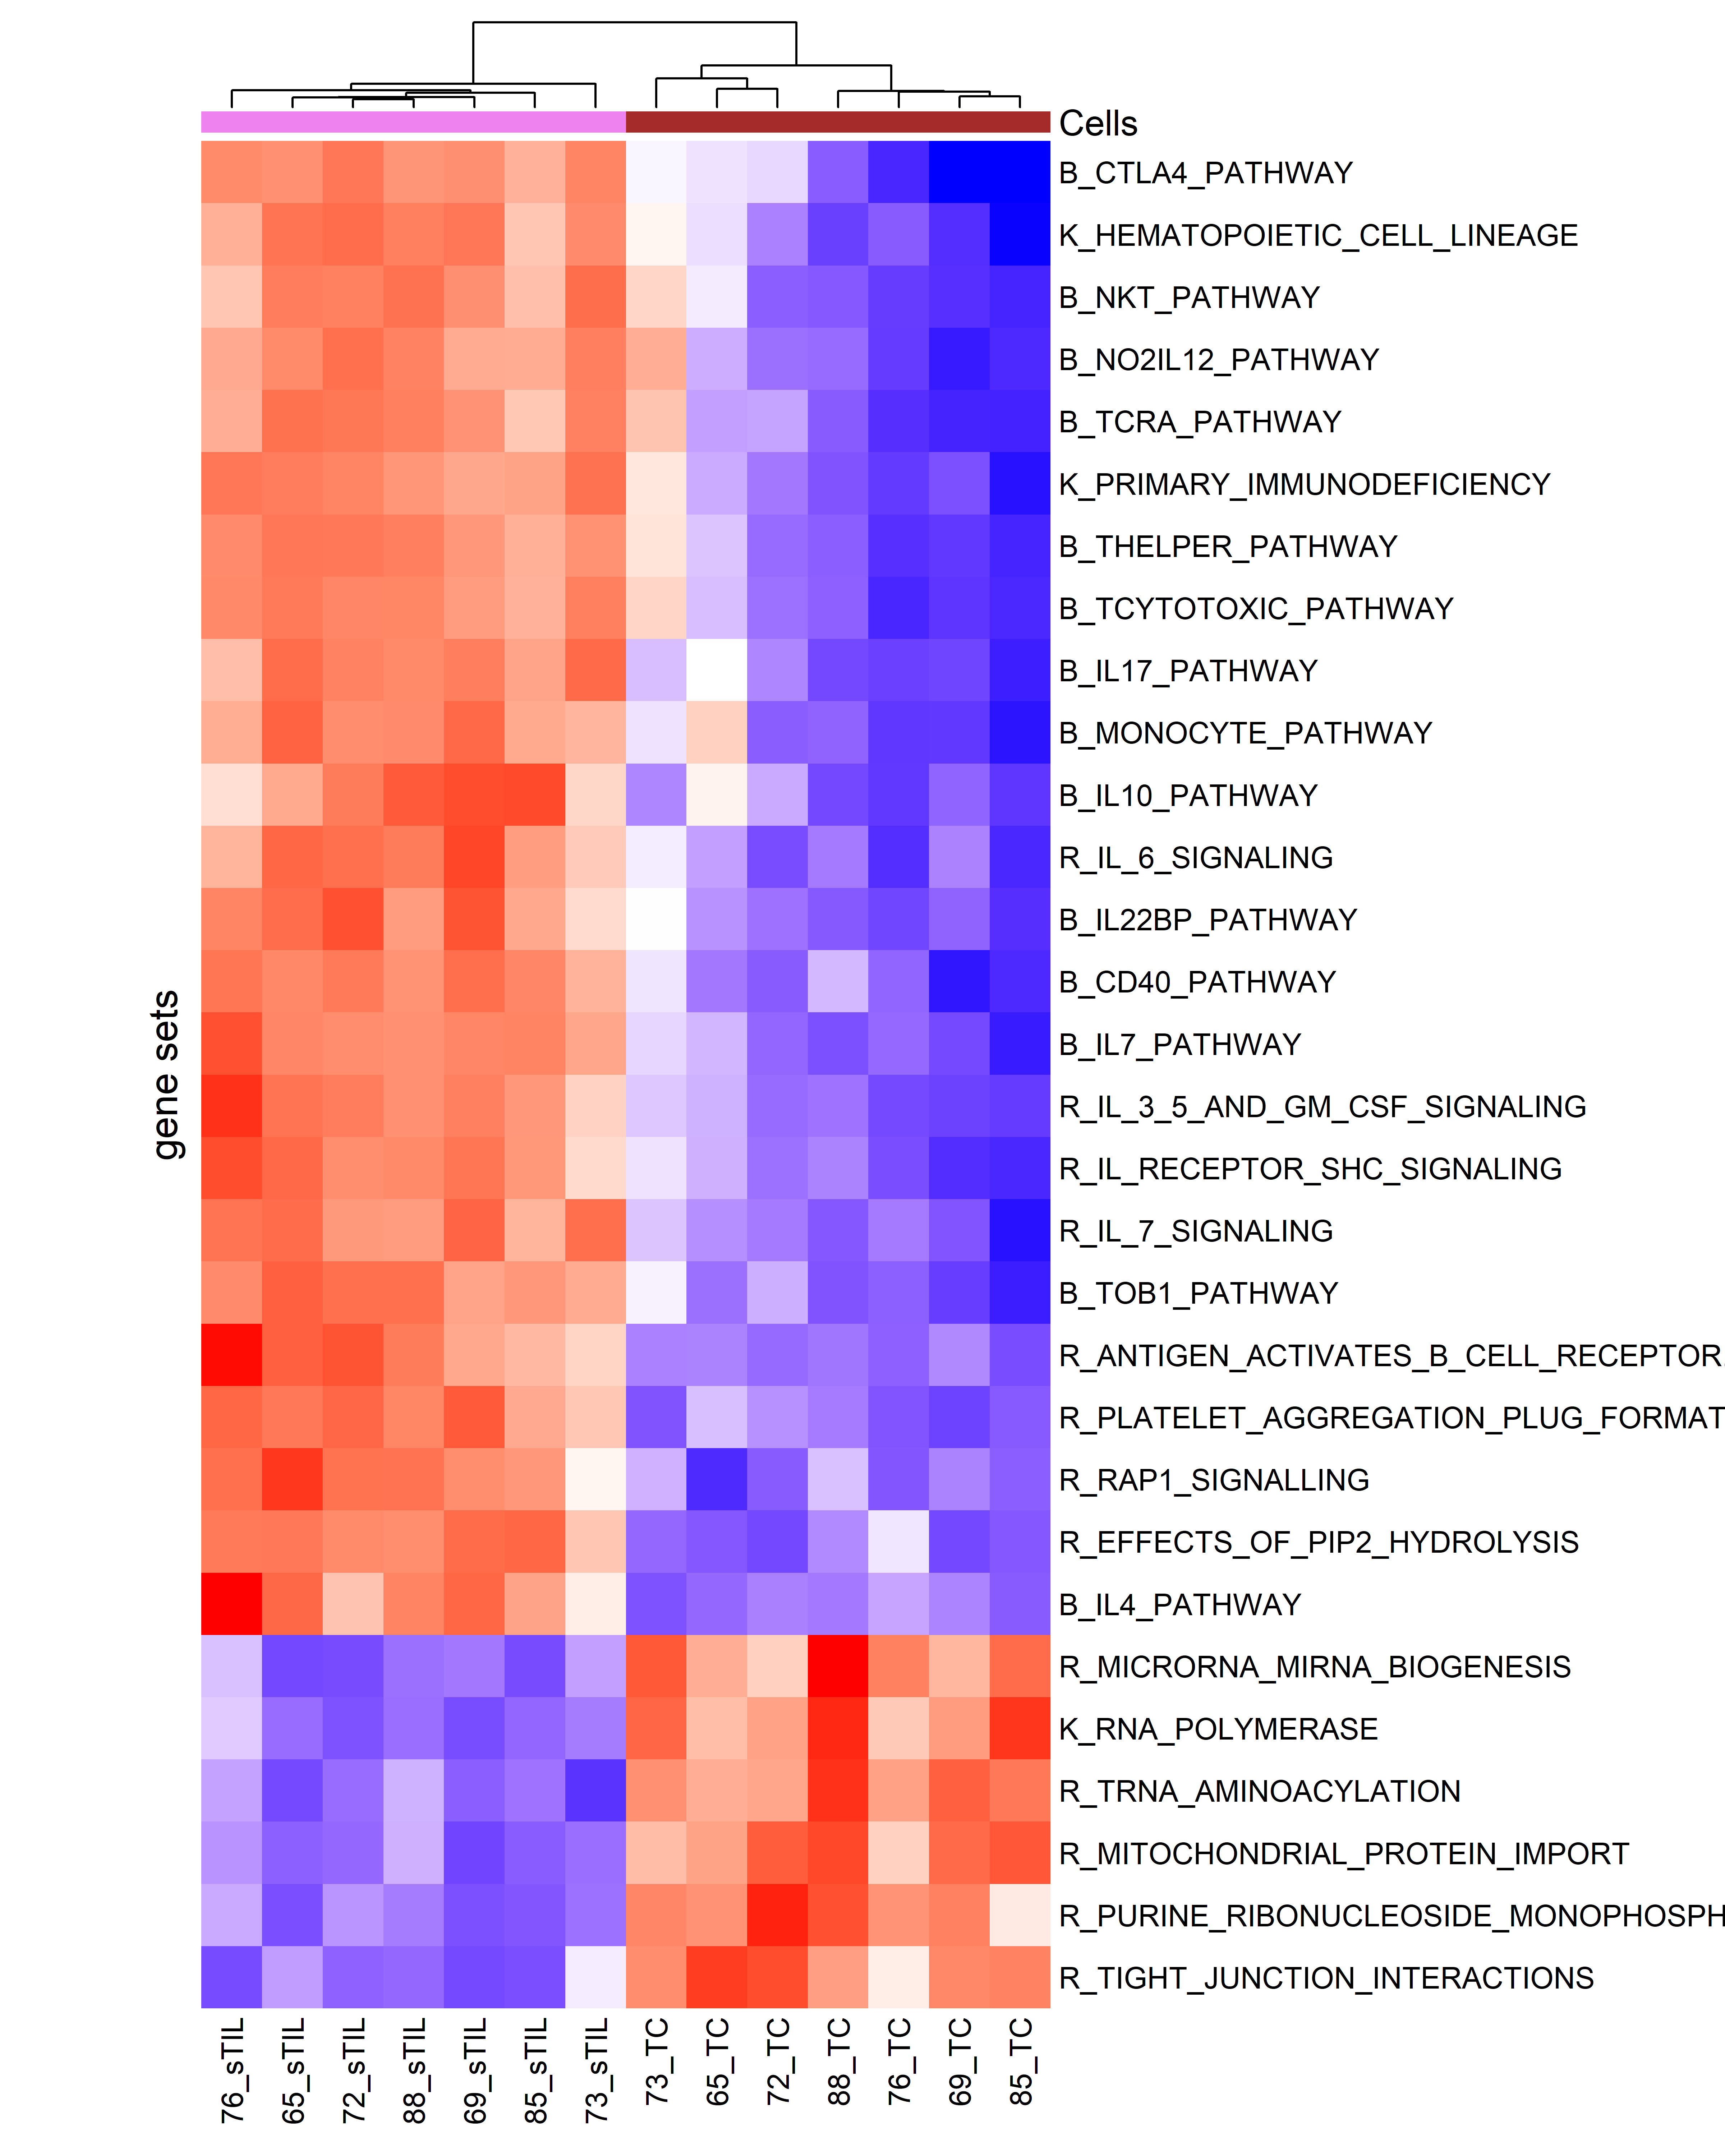 Cells
B_CTLA4_PATHWAY
K_HEMATOPOIETIC_CELL_LINEAGE
B_NKT_PATHWAY
B_NO2IL12_PATHWAY
B_TCRA_PATHWAY
K_PRIMARY_IMMUNODEFICIENCY
B_THELPER_PATHWAY
B_TCYTOTOXIC_PATHWAY
B_IL17_PATHWAY
B_MONOCYTE_PATHWAY
B_IL10_PATHWAY
R_IL_6_SIGNALING
B_IL22BP_PATHWAY
B_CD40_PATHWAY
B_IL7_PATHWAY
R_IL_3_5_AND_GM_CSF_SIGNALING
R_IL_RECEPTOR_SHC_SIGNALING
R_IL_7_SIGNALING
B_TOB1_PATHWAY
R_ANTIGEN_ACTIVATES_B_CELL_RECEPTOR
R_PLATELET_AGGREGATION_PLUG_FORMAT
R_RAP1_SIGNALLING
R_EFFECTS_OF_PIP2_HYDROLYSIS
B_IL4_PATHWAY
R_MICRORNA_MIRNA_BIOGENESIS
K_RNA_POLYMERASE
R_TRNA_AMINOACYLATION
R_MITOCHONDRIAL_PROTEIN_IMPORT
R_PURINE_RIBONUCLEOSIDE_MONOPHOSPH
R_TIGHT_JUNCTION_INTERACTIONS
gene sets
76_sTIL
65_sTIL
72_sTIL
88_sTIL
69_sTIL
85_sTIL
73_sTIL
73_TC
65_TC
72_TC
88_TC
76_TC
69_TC
85_TC